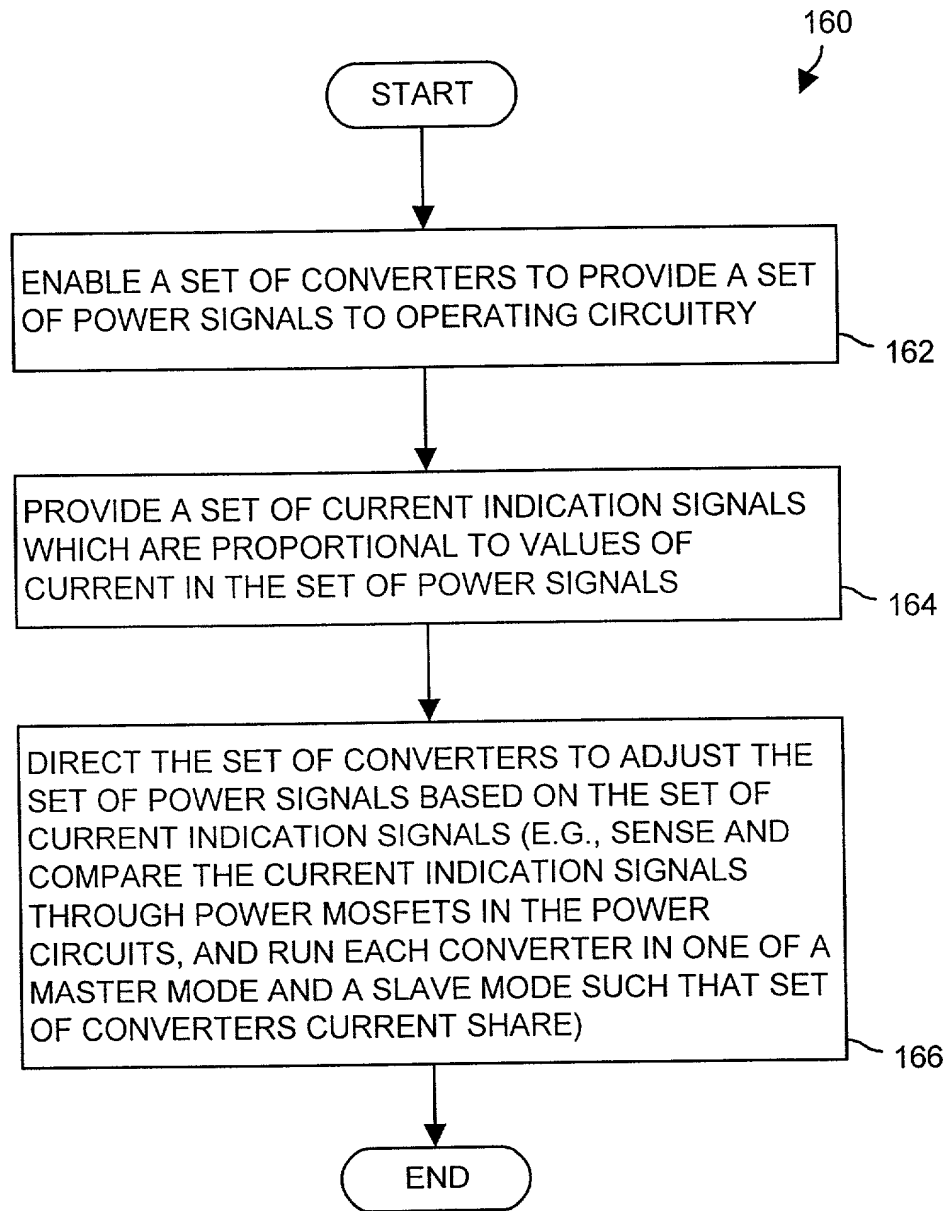 160
START
ENABLE A SET OF CONVERTERS TO PROVIDE A SET
OF POWER SIGNALS TO OPERATING CIRCUITRY
162
PROVIDE A SET OF CURRENT INDICATION SIGNALS
WHICH ARE PROPORTIONAL TO VALUES OF
CURRENT IN THE SET OF POWER SIGNALS
164
DIRECT THE SET OF CONVERTERS TO ADJUST THE
SET OF POWER SIGNALS BASED ON THE SET OF
CURRENT INDICATION SIGNALS (E.G., SENSE AND
COMPARE THE CURRENT INDICATION SIGNALS
THROUGH POWER MOSFETS IN THE POWER
CIRCUITS, AND RUN EACH CONVERTER IN ONE OF A
MASTER MODE AND A SLAVE MODE SUCH THAT SET
OF CONVERTERS CURRENT SHARE)
166
END